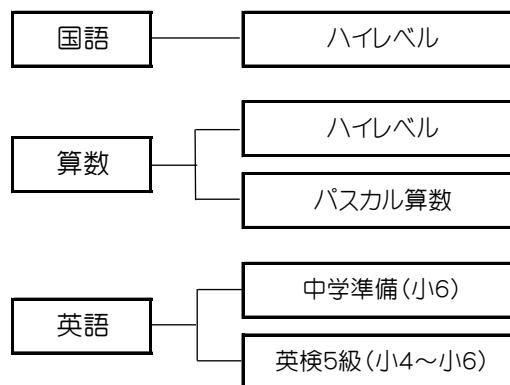 国語
ハイレベル
算数
ハイレベル
パスカル算数
英語
中学準備(小6)
英検5級(小4～小6)